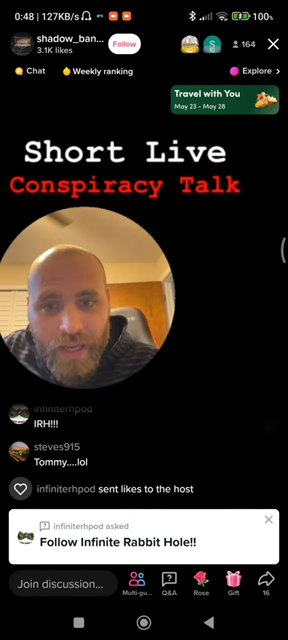 0:48 | 127KB/s
100%
shadow_ban...
3.1K likes
Follow
S
10
164
Chat
Weekly ranking
Explore >
Travel with You
May 23 - May 28
Short Live
Conspiracy Talk
infiniterhpod
IRH!!!
steves915
Tommy....lol
infiniterhpod sent likes to the host
infiniterhpod asked
Follow Infinite Rabbit Hole!!
Join discussion...
Multi-gu...
Q&A
Rose
Gift
16